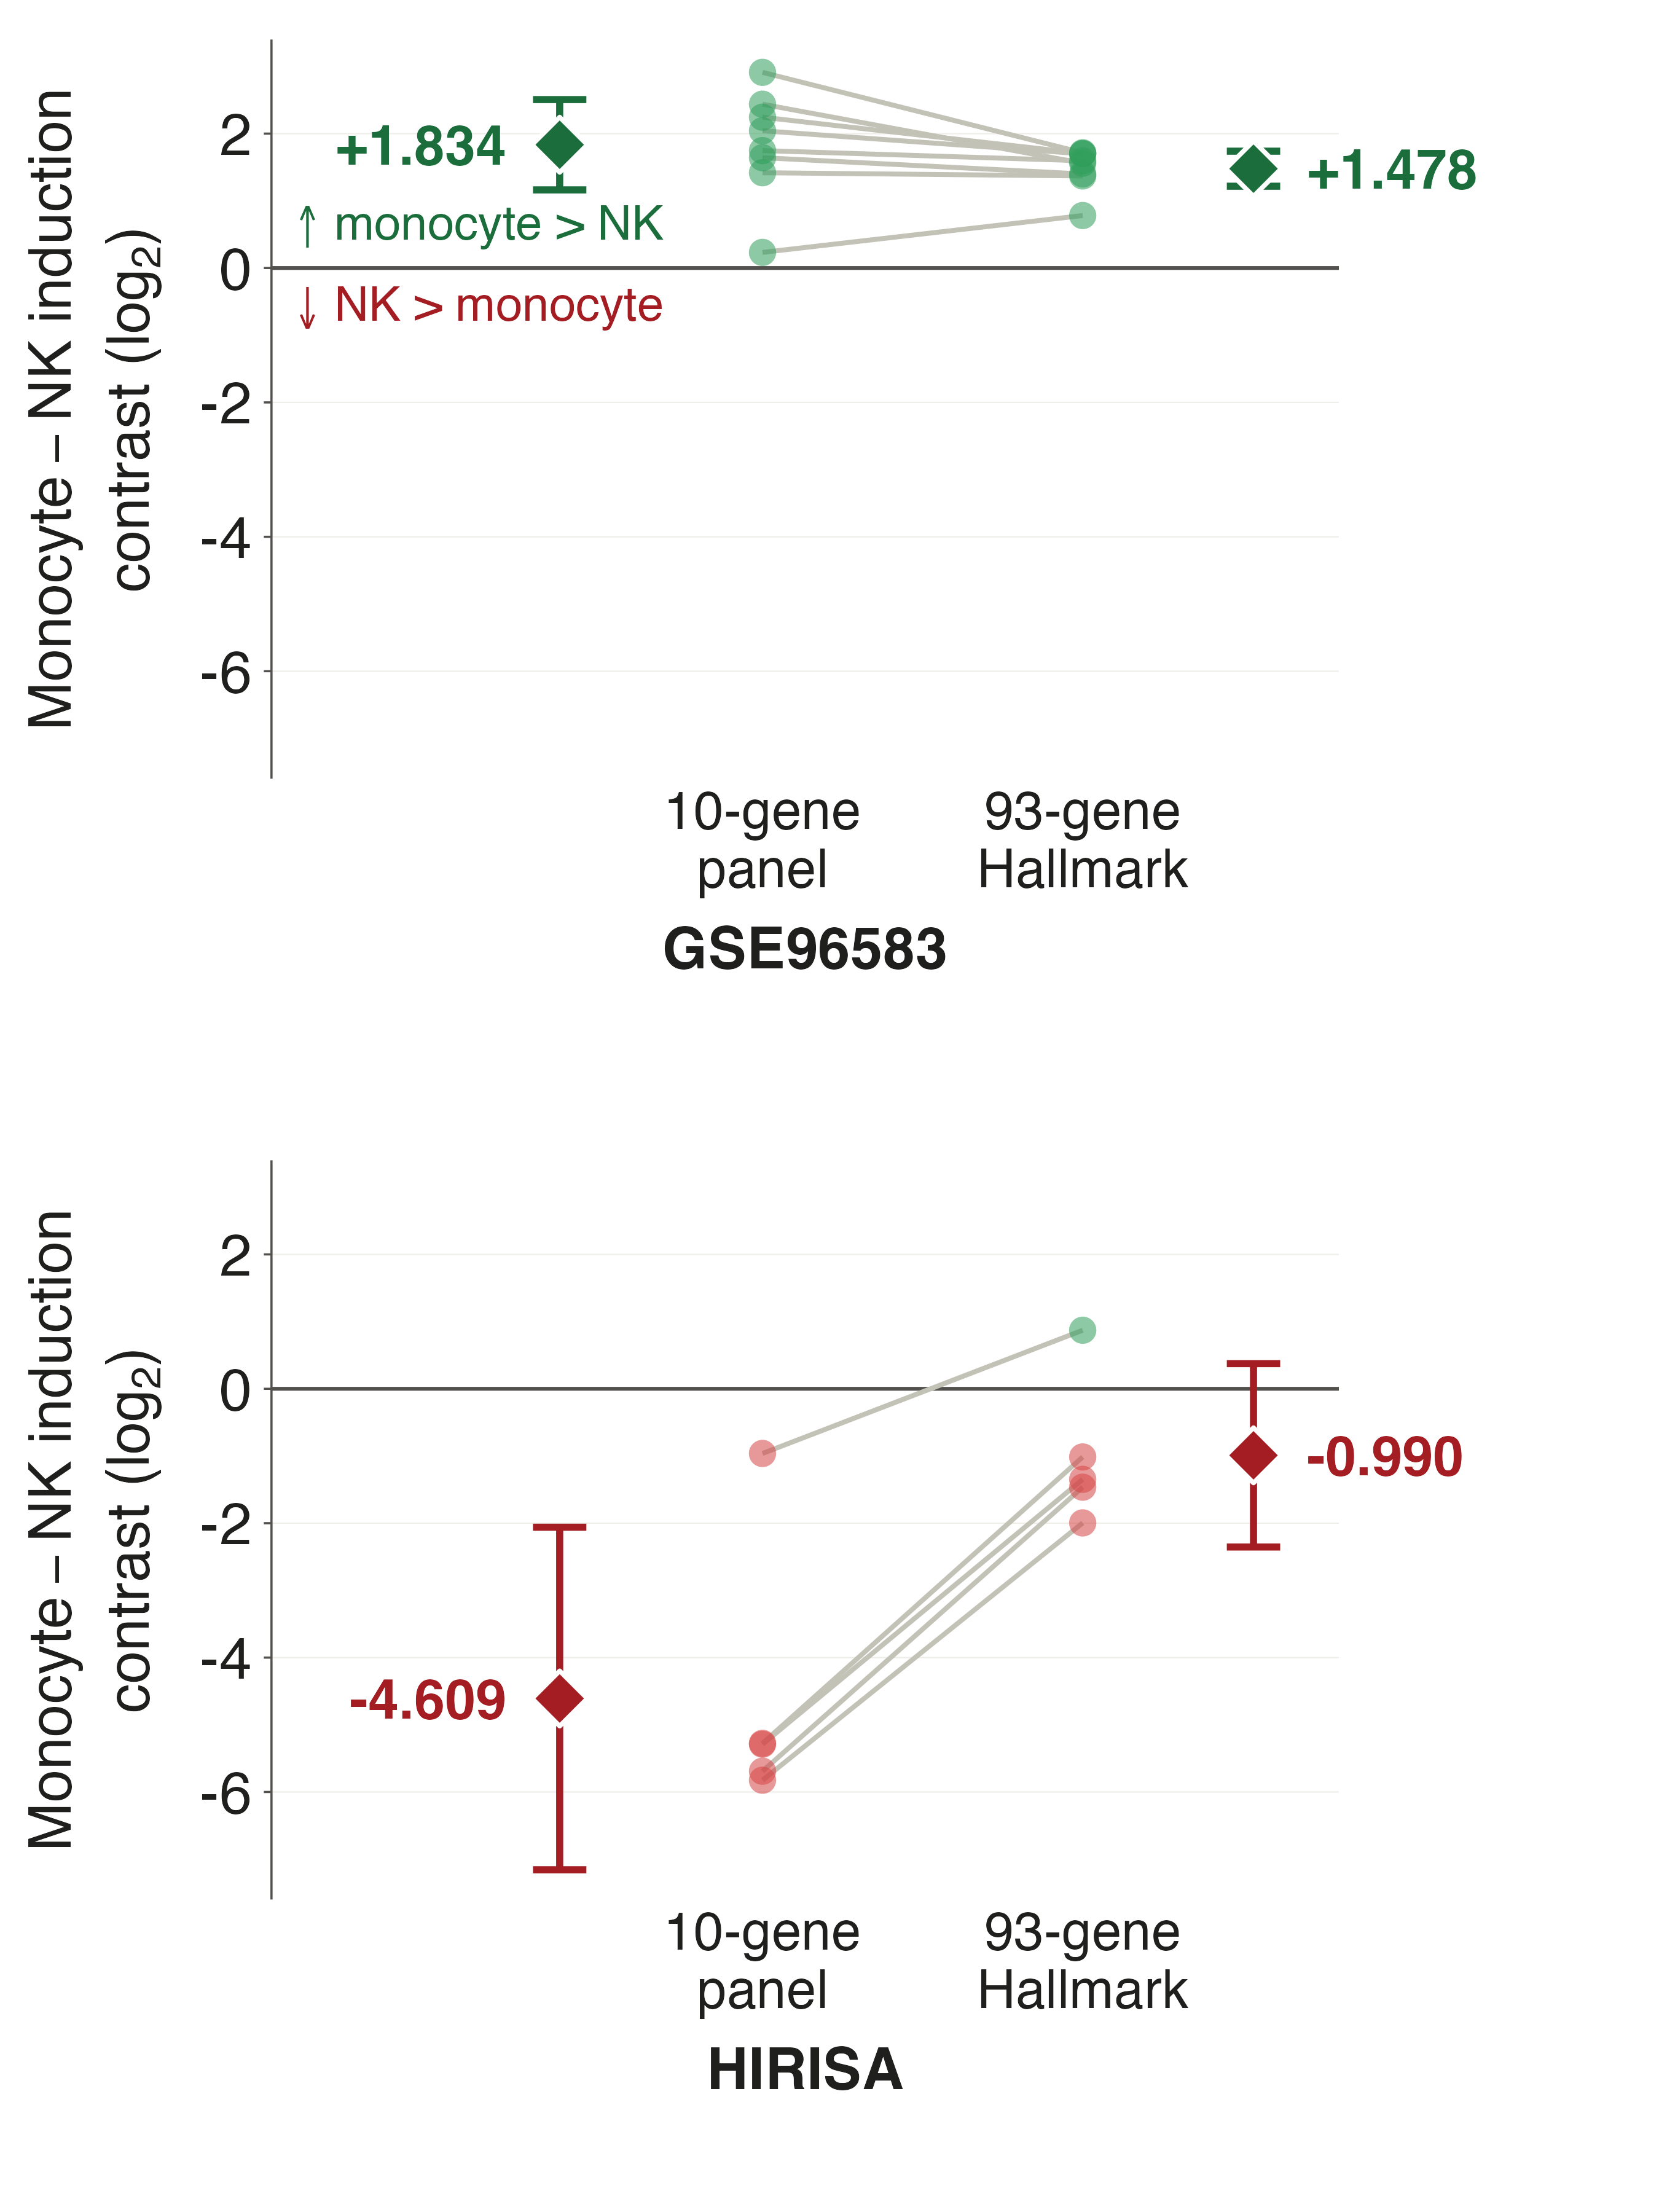 Monocyte – NK induction
contrast (log₂)
2
0
-2
-4
-6
+1.834
↑ monocyte > NK
↓ NK > monocyte
+1.478
10-gene
panel
93-gene
Hallmark
GSE96583
Monocyte – NK induction
contrast (log₂)
2
0
-2
-4
-6
-4.609
-0.990
10-gene
panel
93-gene
Hallmark
HIRISA